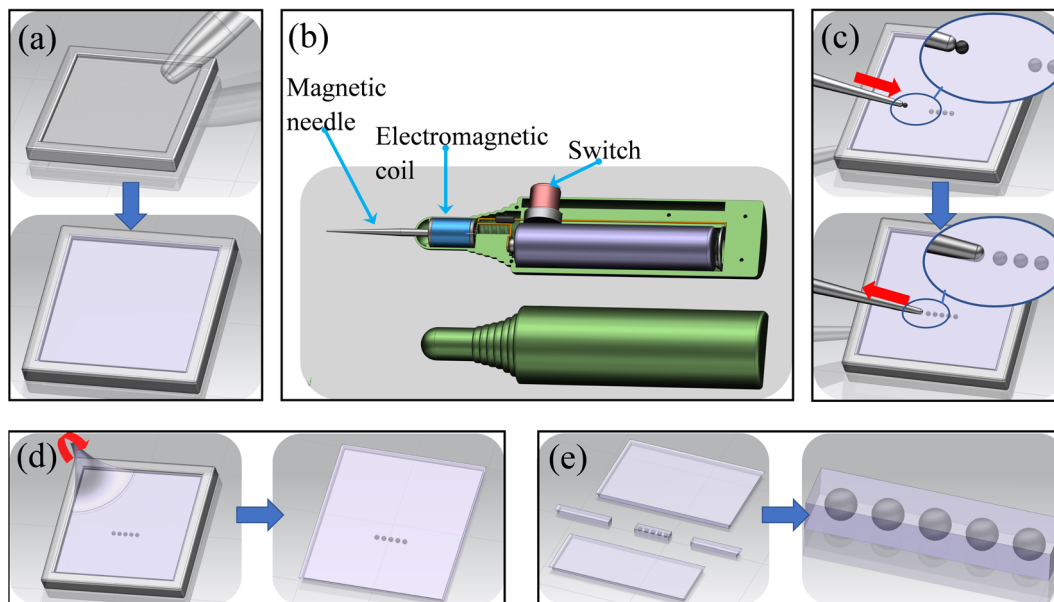 (a)
(b)
Magnetic
needle
Electromagnetic
coil
Switch
(c)
(d)
(e)